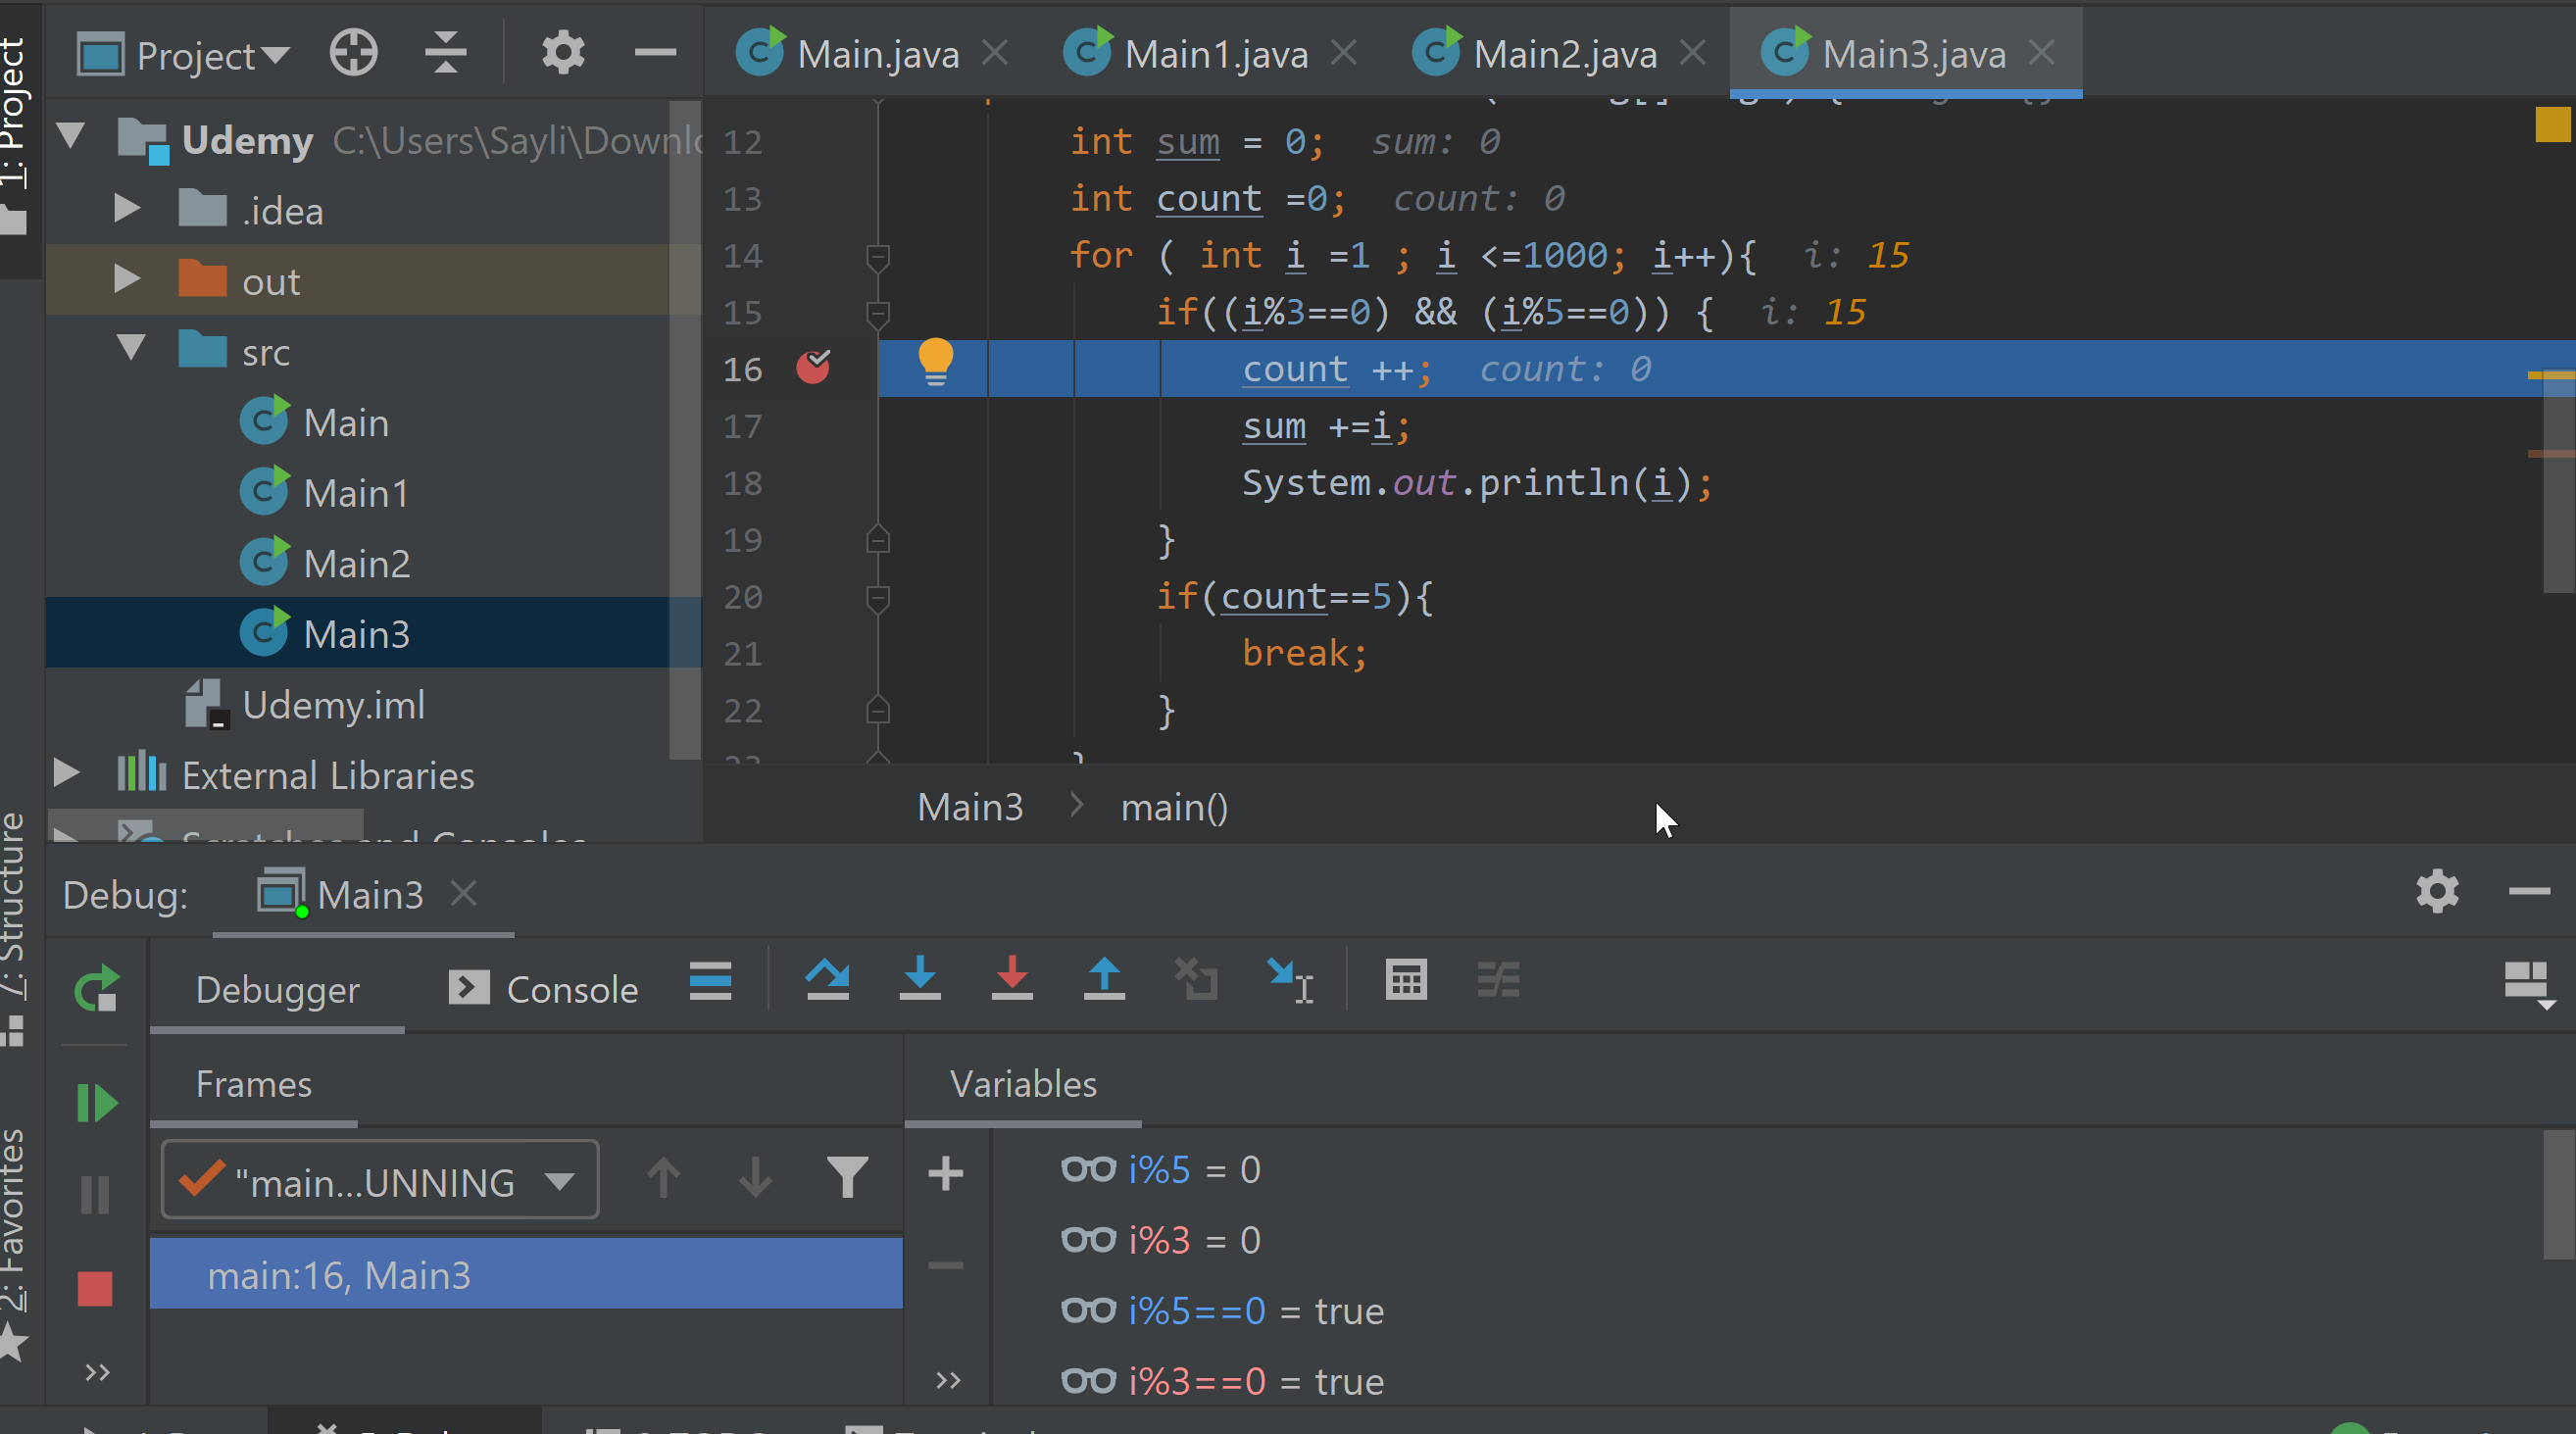 1: Project
Project
Main.java
Main1.java
Main2.java
Main3.java
Udemy C:\Users\Sayli\Downl
.idea
out
src
Main
Main1
Main2
Main3
Udemy.iml
External Libraries
Scratches and Consoles
12 int sum = 0; sum: 0
13 int count =0; count: 0
14 for ( int i =1 ; i <=1000; i++){ i: 15
15 if((i%3==0) && (i%5==0)) { i: 15
16 count ++; count: 0
17 sum +=i;
18 System.out.println(i);
19 }
20 if(count==5){
21 break;
22 }
23 }
Main3 > main()
7: Structure
2: Favorites
Debug: Main3
Debugger Console
Frames
Variables
"main...UNNING
main:16, Main3
i%5 = 0
i%3 = 0
i%5==0 = true
i%3==0 = true